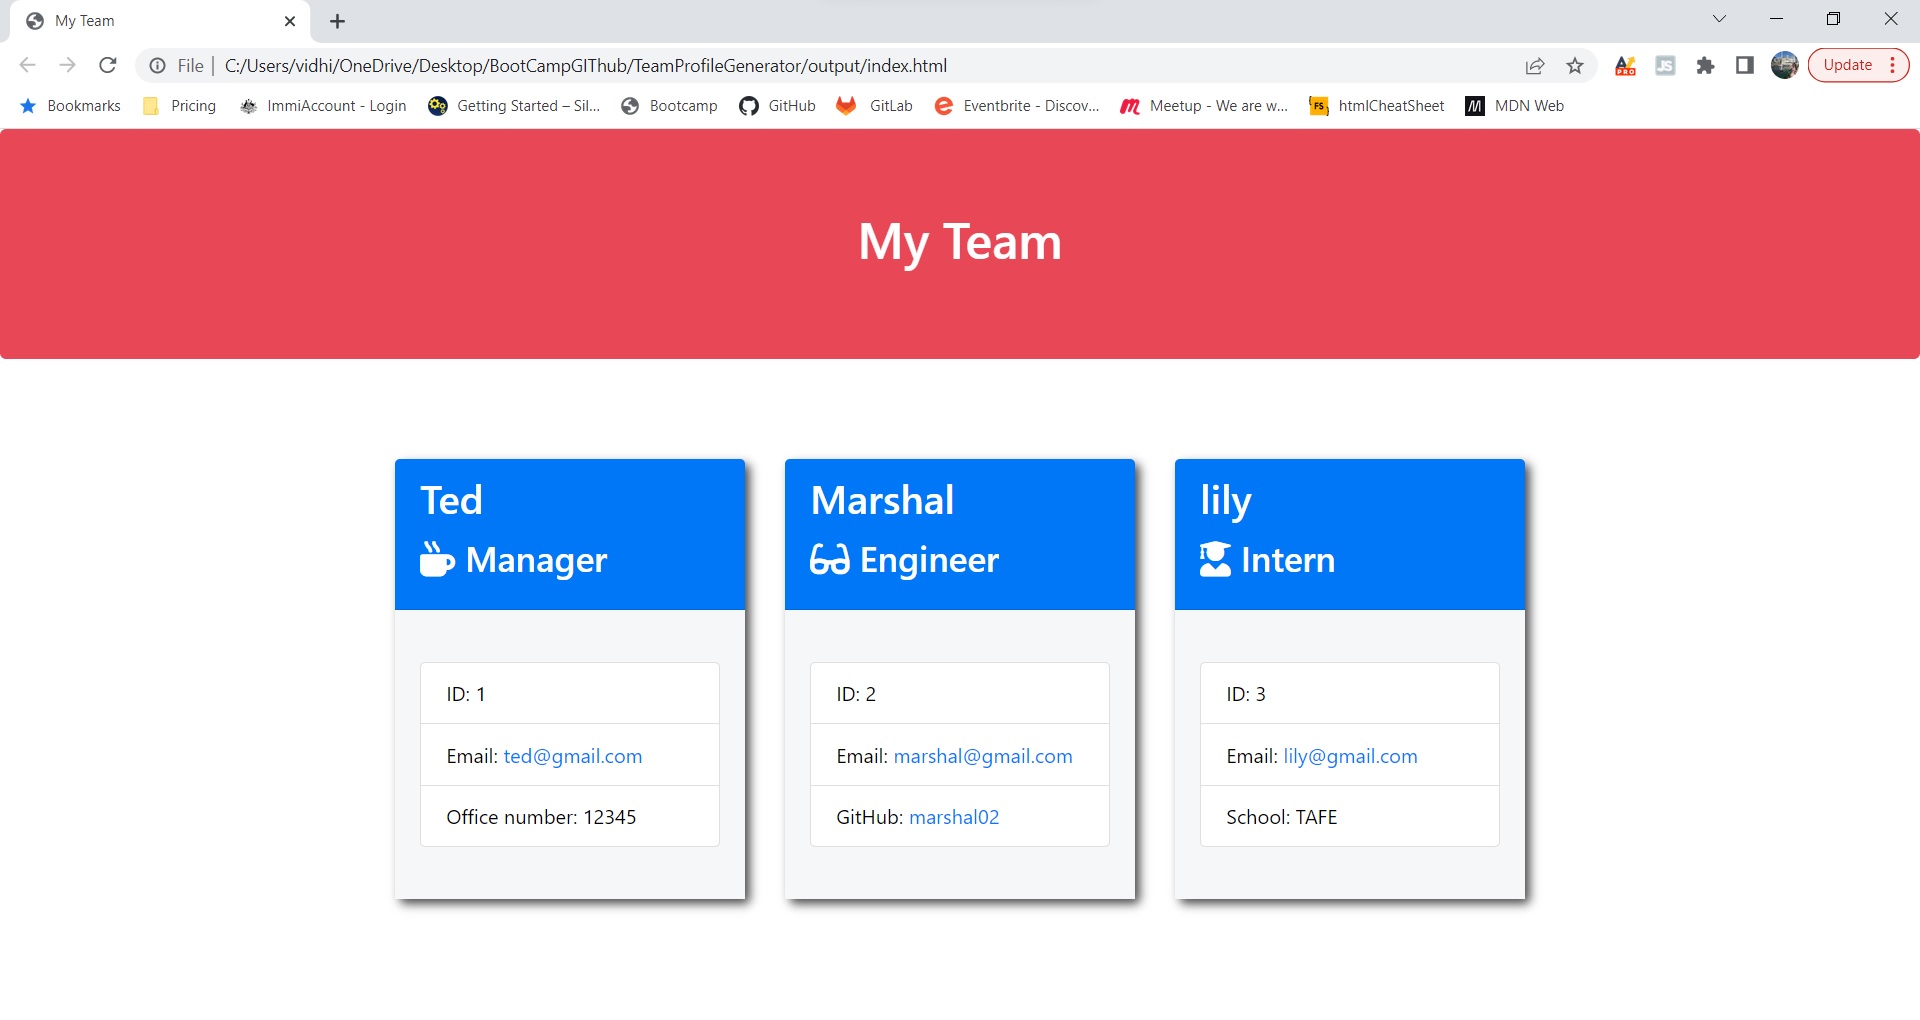 My Team
File | C:/Users/vidhi/OneDrive/Desktop/BootCampGIThub/TeamProfileGenerator/output/index.html
A PRO JS Update
Bookmarks Pricing ImmiAccount - Login Getting Started – Sil... Bootcamp GitHub GitLab Eventbrite - Discov... Meetup - We are w... FS htmlCheatSheet M MDN Web
My Team
Ted
Manager
ID: 1
Email: ted@gmail.com
Office number: 12345
Marshal
Engineer
ID: 2
Email: marshal@gmail.com
GitHub: marshal02
lily
Intern
ID: 3
Email: lily@gmail.com
School: TAFE